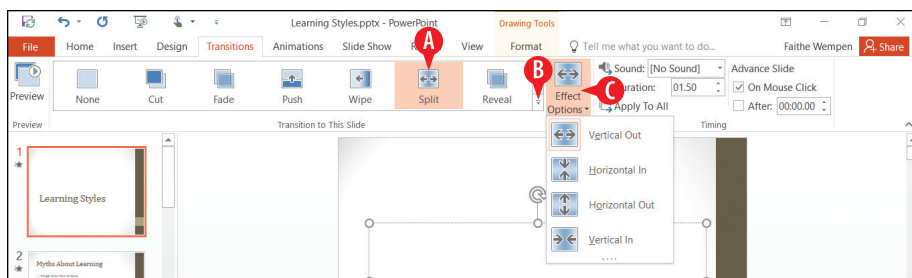 Learning Styles.pptx - PowerPoint
Drawing Tools
File Home Insert Design Transitions Animations Slide Show View Format Tell me what you want to do... Faithe Wempen Share
A
B
C
Preview
None Cut Fade Push Wipe Split Reveal
Effect Options
Sound: [No Sound]
01.50
Apply To All
Advance Slide
On Mouse Click
After: 00:00.00
Preview Transition to This Slide Timing
Vertical Out
Horizontal In
Horizontal Out
Vertical In
1
Learning Styles
2
Myths About Learning